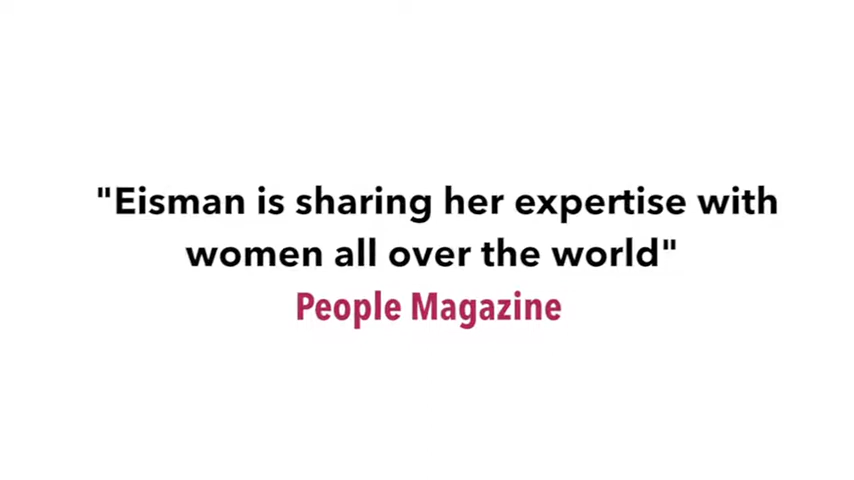 "Eisman is sharing her expertise with
women all over the world"
People Magazine